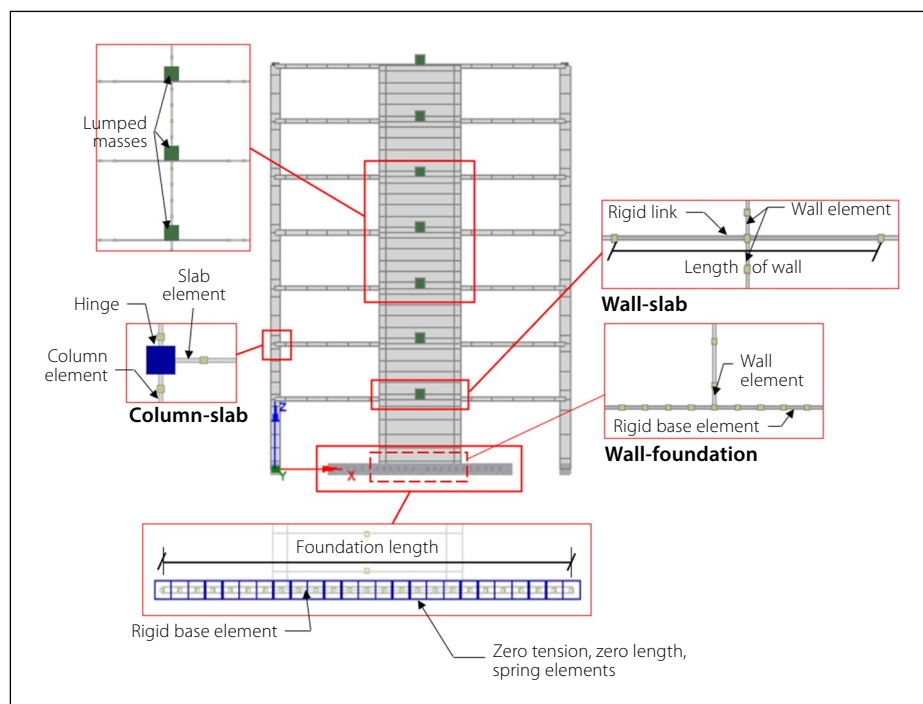 Lumped
masses
Slab
element
Hinge
Column
element
Column-slab
Rigid link
Wall element
Length of wall
Wall-slab
Wall
element
Rigid base element
Wall-foundation
Z
Y
X
Foundation length
Rigid base element
Zero tension, zero length,
spring elements